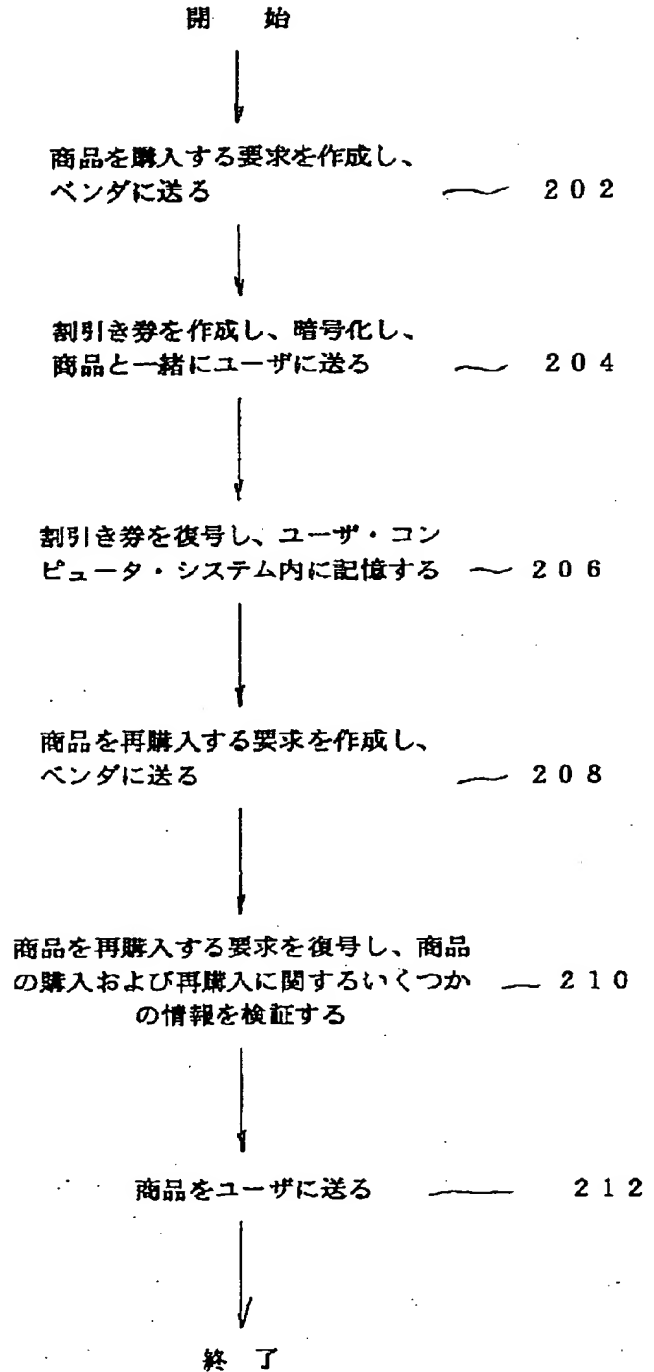 開　始
商品を購入する要求を作成し、
ベンダに送る　２０２
割引き券を作成し、暗号化し、
商品と一緒にユーザに送る　２０４
割引き券を復号し、ユーザ・コン
ピュータ・システム内に記憶する　２０６
商品を再購入する要求を作成し、
ベンダに送る　２０８
商品を再購入する要求を復号し、商品
の購入および再購入に関するいくつか　２１０
の情報を検証する
商品をユーザに送る　２１２
終　了